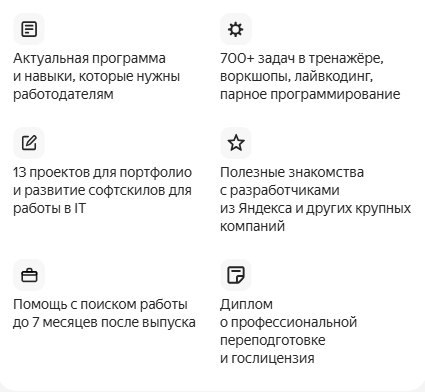 Актуальная программа
и навыки, которые нужны
работодателям
700+ задач в тренажёре,
воркшопы, лайвкодинг,
парное программирование
13 проектов для портфолио
и развитие софтскилов для
работы в IT
Полезные знакомства
с разработчиками
из Яндекса и других крупных
компаний
Помощь с поиском работы
до 7 месяцев после выпуска
Диплом
о профессиональной
переподготовке
и гослицензия